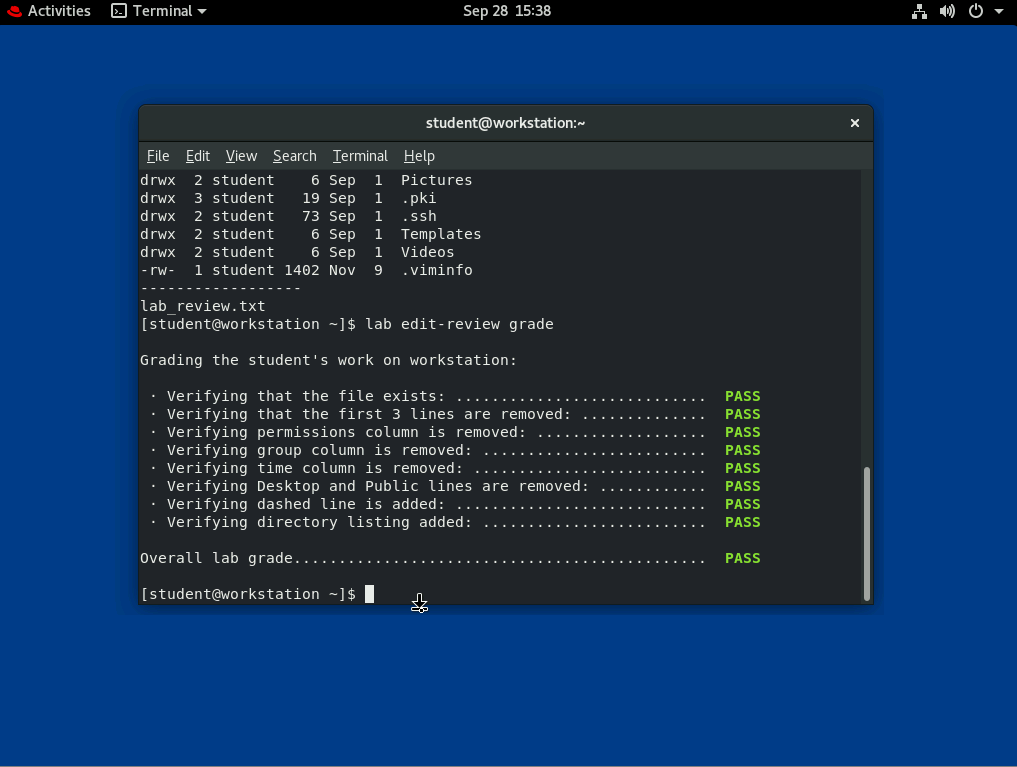 Activities Terminal Sep 28 15:38
student@workstation:~ ×
File Edit View Search Terminal Help
drwx  2 student    6 Sep  1  Pictures
drwx  3 student   19 Sep  1  .pki
drwx  2 student   73 Sep  1  .ssh
drwx  2 student    6 Sep  1  Templates
drwx  2 student    6 Sep  1  Videos
-rw-  1 student 1402 Nov  9  .viminfo
------------------
lab_review.txt
[student@workstation ~]$ lab edit-review grade
Grading the student's work on workstation:
 · Verifying that the file exists: ............................  PASS
 · Verifying that the first 3 lines are removed: ..............  PASS
 · Verifying permissions column is removed: ...................  PASS
 · Verifying group column is removed: .........................  PASS
 · Verifying time column is removed: ..........................  PASS
 · Verifying Desktop and Public lines are removed: ............  PASS
 · Verifying dashed line is added: ............................  PASS
 · Verifying directory listing added: .........................  PASS
Overall lab grade..............................................  PASS
[student@workstation ~]$